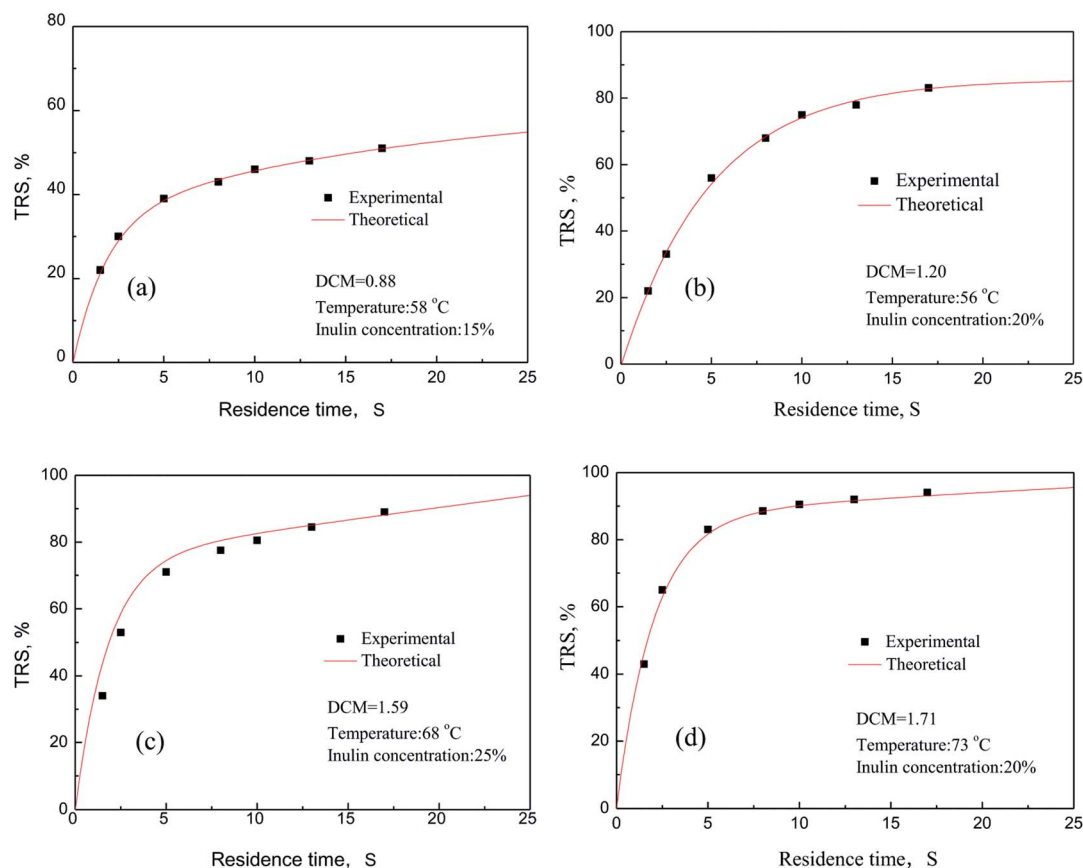 80
60
40
20
0
TRS, %
Experimental
Theoretical
(a)
DCM=0.88
Temperature:58 °C
Inulin concentration:15%
0 5 10 15 20 25
Residence time, S
100
80
60
40
20
0
TRS, %
Experimental
Theoretical
(b)
DCM=1.20
Temperature:56 °C
Inulin concentration:20%
0 5 10 15 20 25
Residence time, S
100
80
60
40
20
0
TRS, %
Experimental
Theoretical
(c)
DCM=1.59
Temperature:68 °C
Inulin concentration:25%
0 5 10 15 20 25
Residence time, S
100
80
60
40
20
0
TRS, %
Experimental
Theoretical
(d)
DCM=1.71
Temperature:73 °C
Inulin concentration:20%
0 5 10 15 20 25
Residence time, S